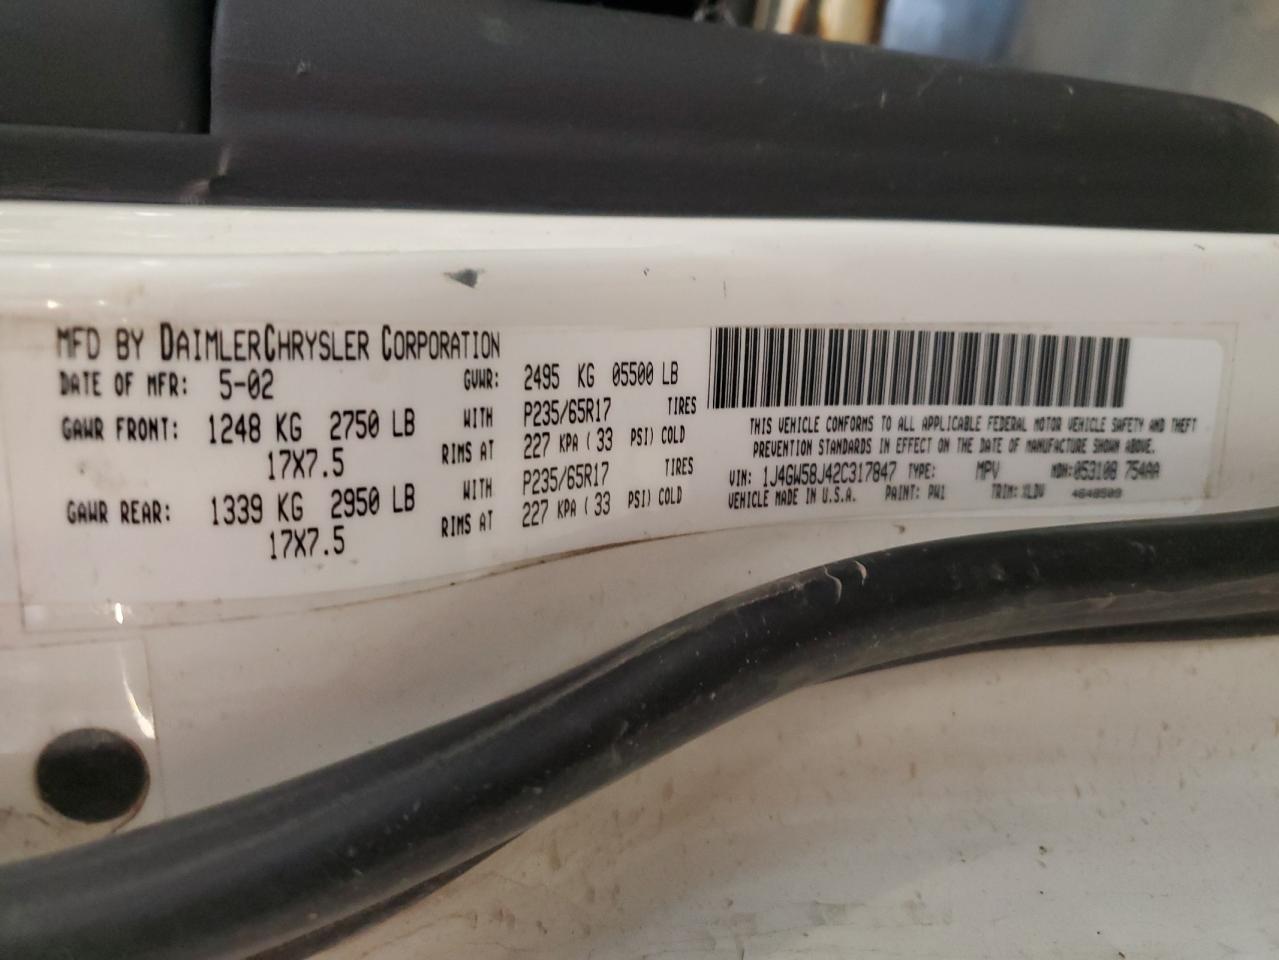 MFD BY DAIMLERCHRYSLER CORPORATION
DATE OF MFR: 5-02 GVWR: 2495 KG 05500 LB
GAWR FRONT: 1248 KG 2750 LB WITH P235/65R17 TIRES
17X7.5 RIMS AT 227 KPA (33 PSI) COLD
GAWR REAR: 1339 KG 2950 LB WITH P235/65R17 TIRES
17X7.5 RIMS AT 227 KPA (33 PSI) COLD
THIS VEHICLE CONFORMS TO ALL APPLICABLE FEDERAL MOTOR VEHICLE SAFETY AND THEFT
PREVENTION STANDARDS IN EFFECT ON THE DATE OF MANUFACTURE SHOWN ABOVE.
VIN: 1J4GW58J42C317847 TYPE: MPV MDH: 053108 754AA
VEHICLE MADE IN U.S.A. PAINT: PW1 TRIM: